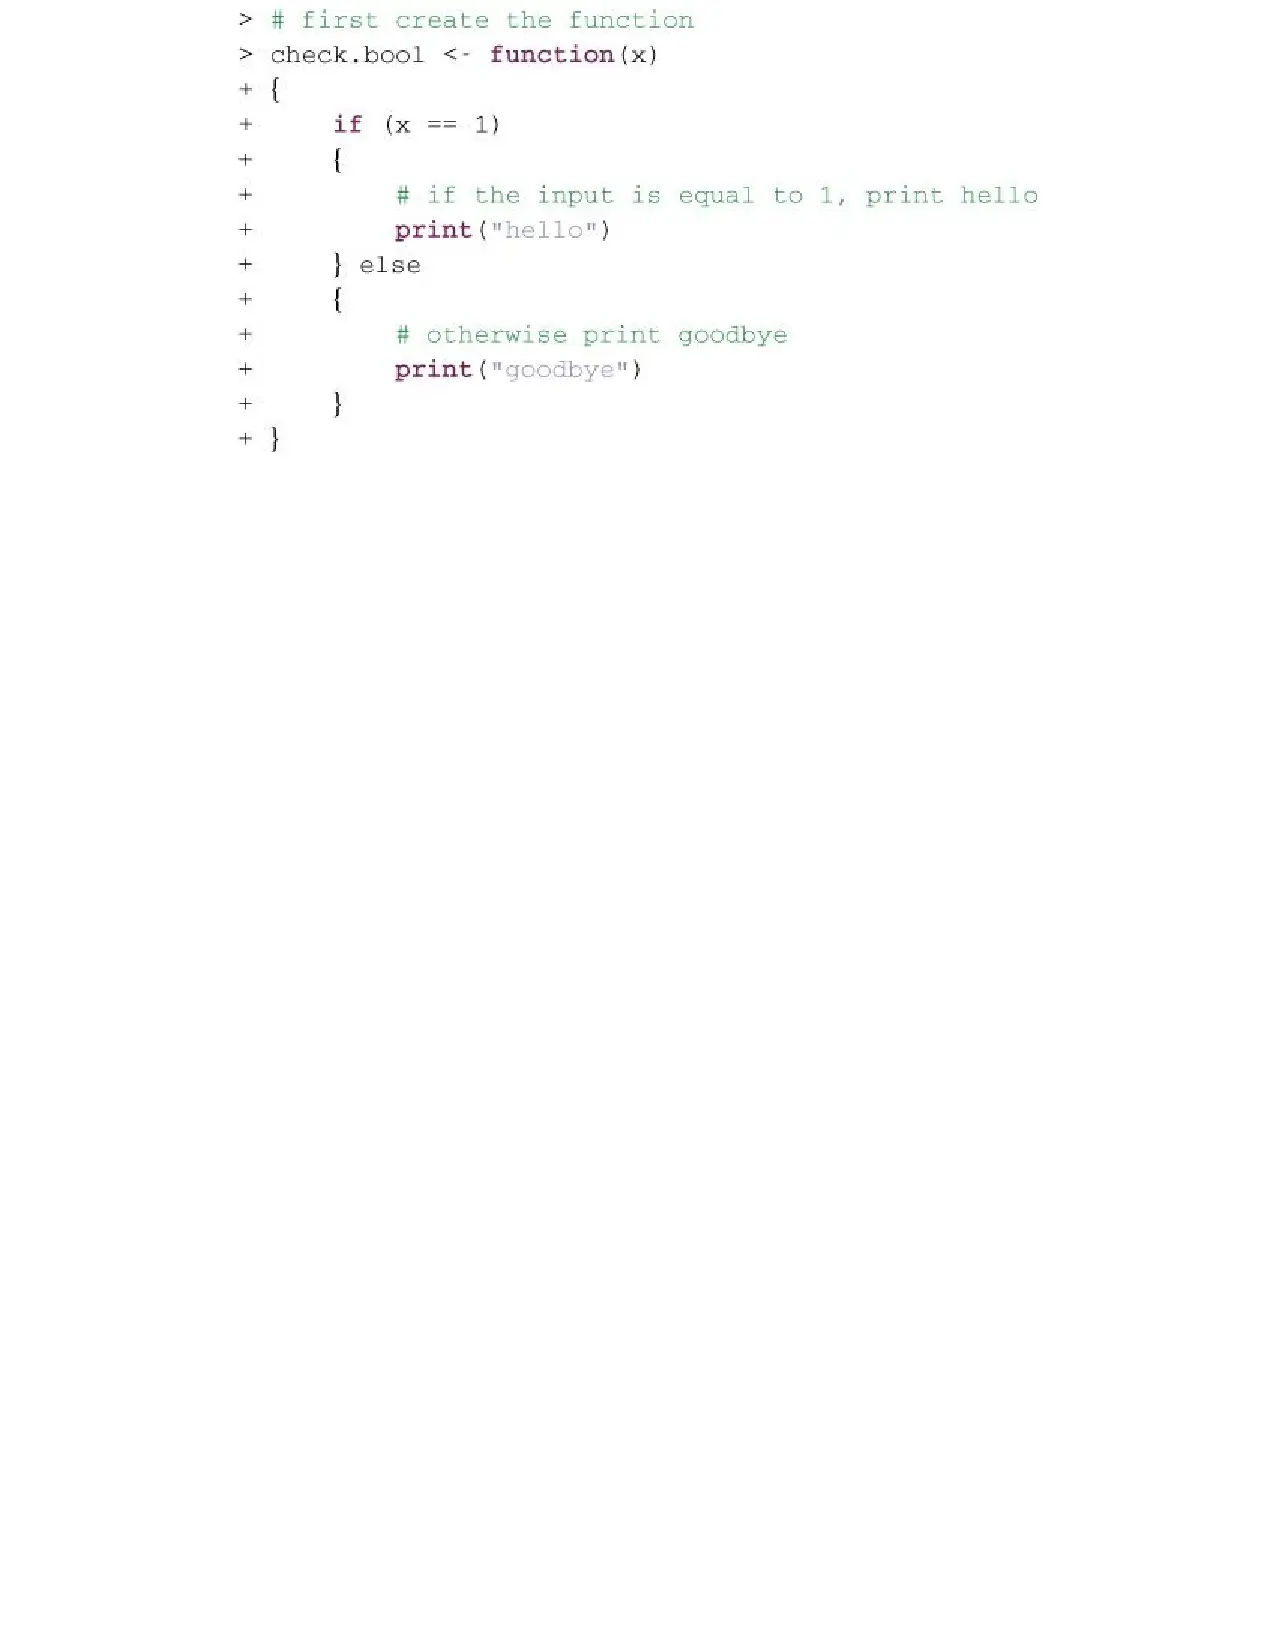 > # first create the function
> check.bool <- function(x)
+ {
+     if (x == 1)
+     {
+         # if the input is equal to 1, print hello
+         print("hello")
+     } else
+     {
+         # otherwise print goodbye
+         print("goodbye")
+     }
+ }